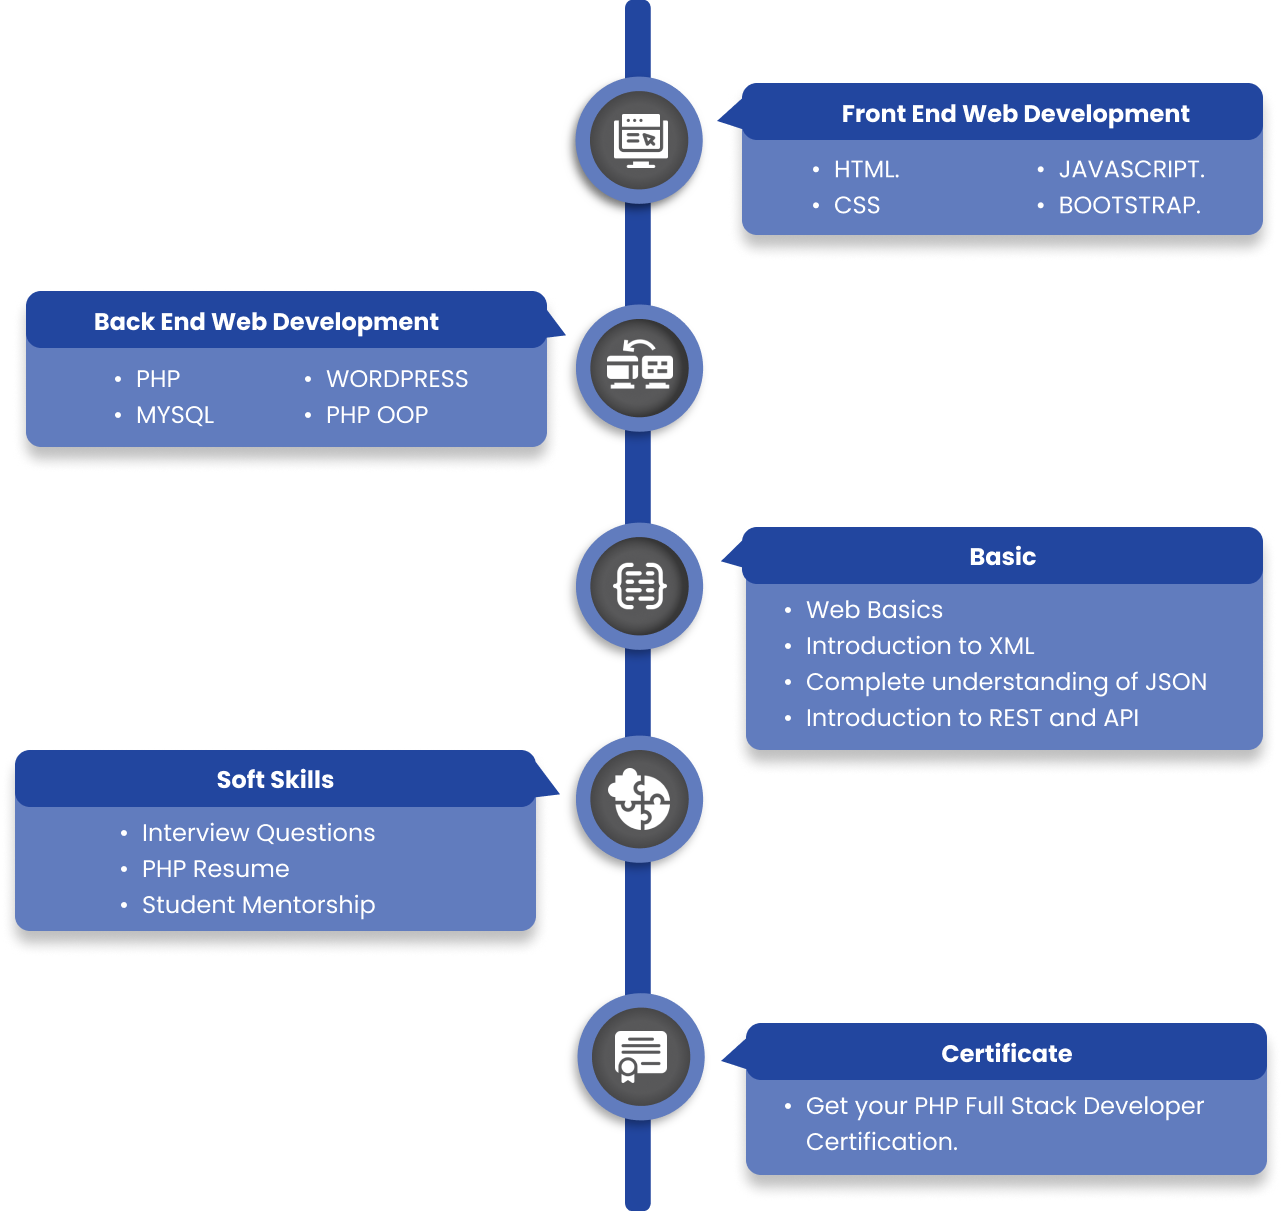 Front End Web Development
• HTML.
• CSS
• JAVASCRIPT.
• BOOTSTRAP.
Back End Web Development
• PHP
• MYSQL
• WORDPRESS
• PHP OOP
Basic
• Web Basics
• Introduction to XML
• Complete understanding of JSON
• Introduction to REST and API
Soft Skills
• Interview Questions
• PHP Resume
• Student Mentorship
Certificate
• Get your PHP Full Stack Developer
Certification.